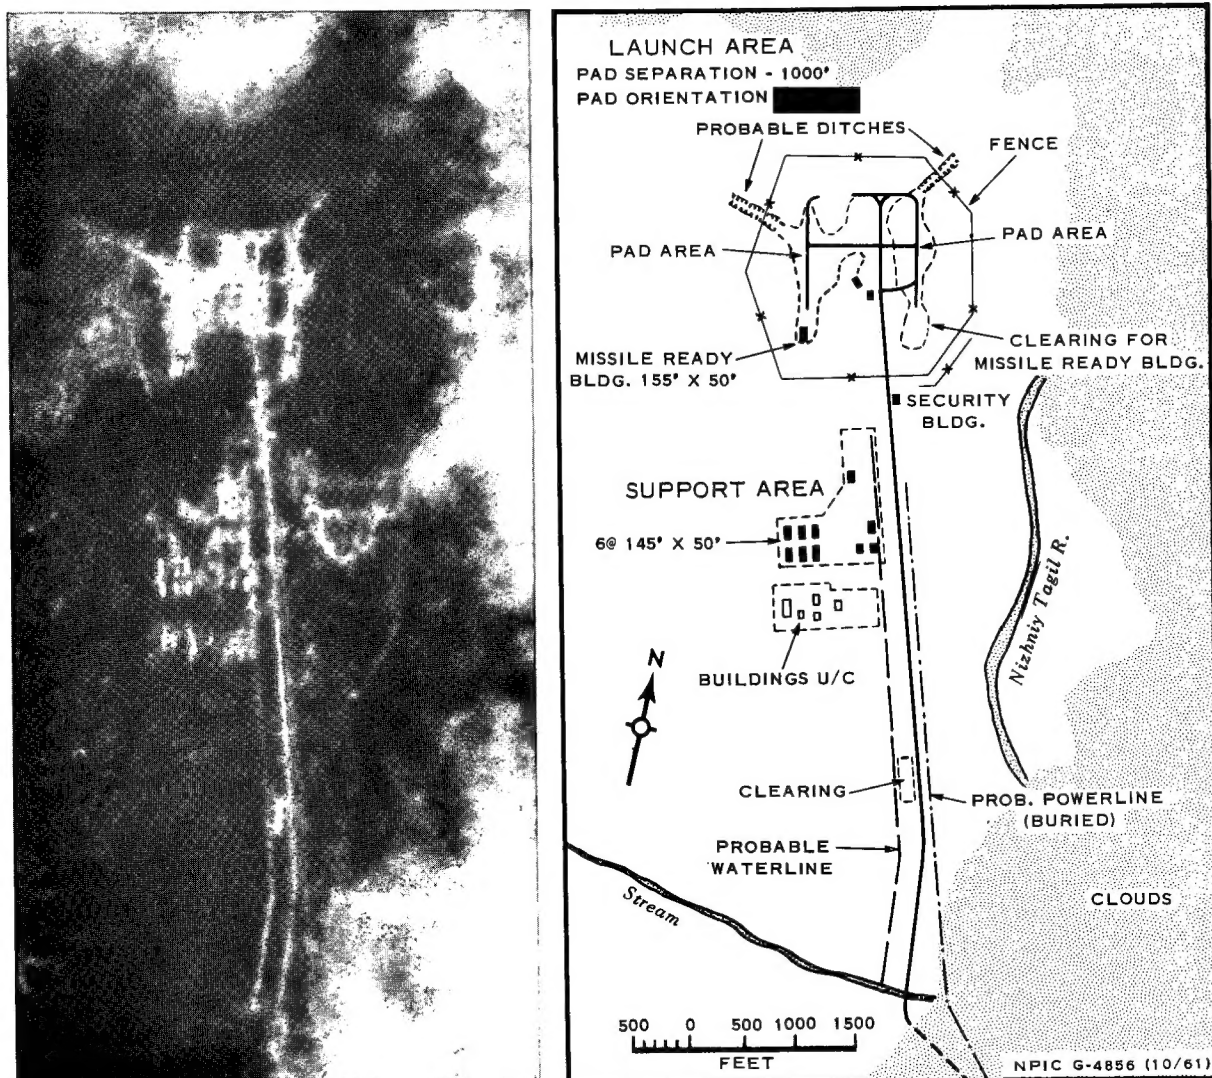 LAUNCH AREA
PAD SEPARATION - 1000'
PAD ORIENTATION
PROBABLE DITCHES
FENCE
PAD AREA
PAD AREA
MISSILE READY
BLDG. 155' X 50'
CLEARING FOR
MISSILE READY BLDG.
SECURITY
BLDG.
SUPPORT AREA
6@ 145' X 50'
BUILDINGS U/C
N
Nizhniy Tagil R.
CLEARING
PROB. POWERLINE
(BURIED)
PROBABLE
WATERLINE
CLOUDS
Stream
500 0 500 1000 1500
FEET
NPIC G-4856 (10/61)